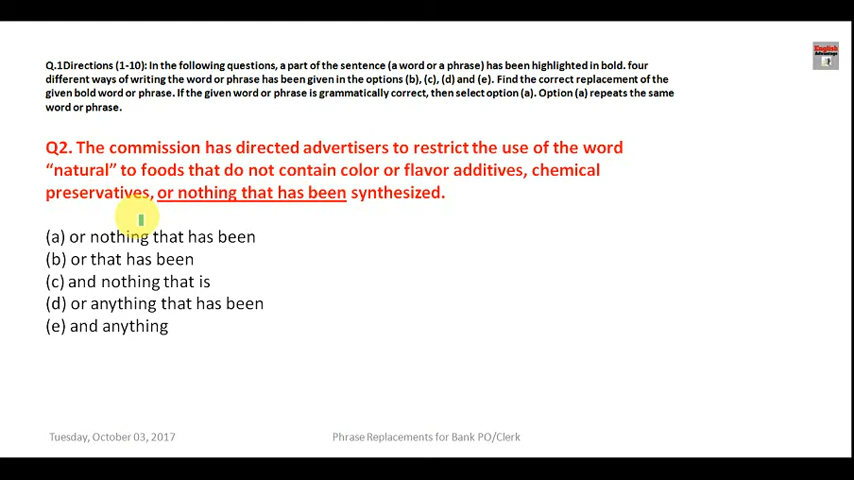 English
Advantage
Q.1Directions (1-10): In the following questions, a part of the sentence (a word or a phrase) has been highlighted in bold. four
different ways of writing the word or phrase has been given in the options (b), (c), (d) and (e). Find the correct replacement of the
given bold word or phrase. If the given word or phrase is grammatically correct, then select option (a). Option (a) repeats the same
word or phrase.
Q2. The commission has directed advertisers to restrict the use of the word
“natural” to foods that do not contain color or flavor additives, chemical
preservatives, or nothing that has been synthesized.
(a) or nothing that has been
(b) or that has been
(c) and nothing that is
(d) or anything that has been
(e) and anything
Tuesday, October 03, 2017
Phrase Replacements for Bank PO/Clerk